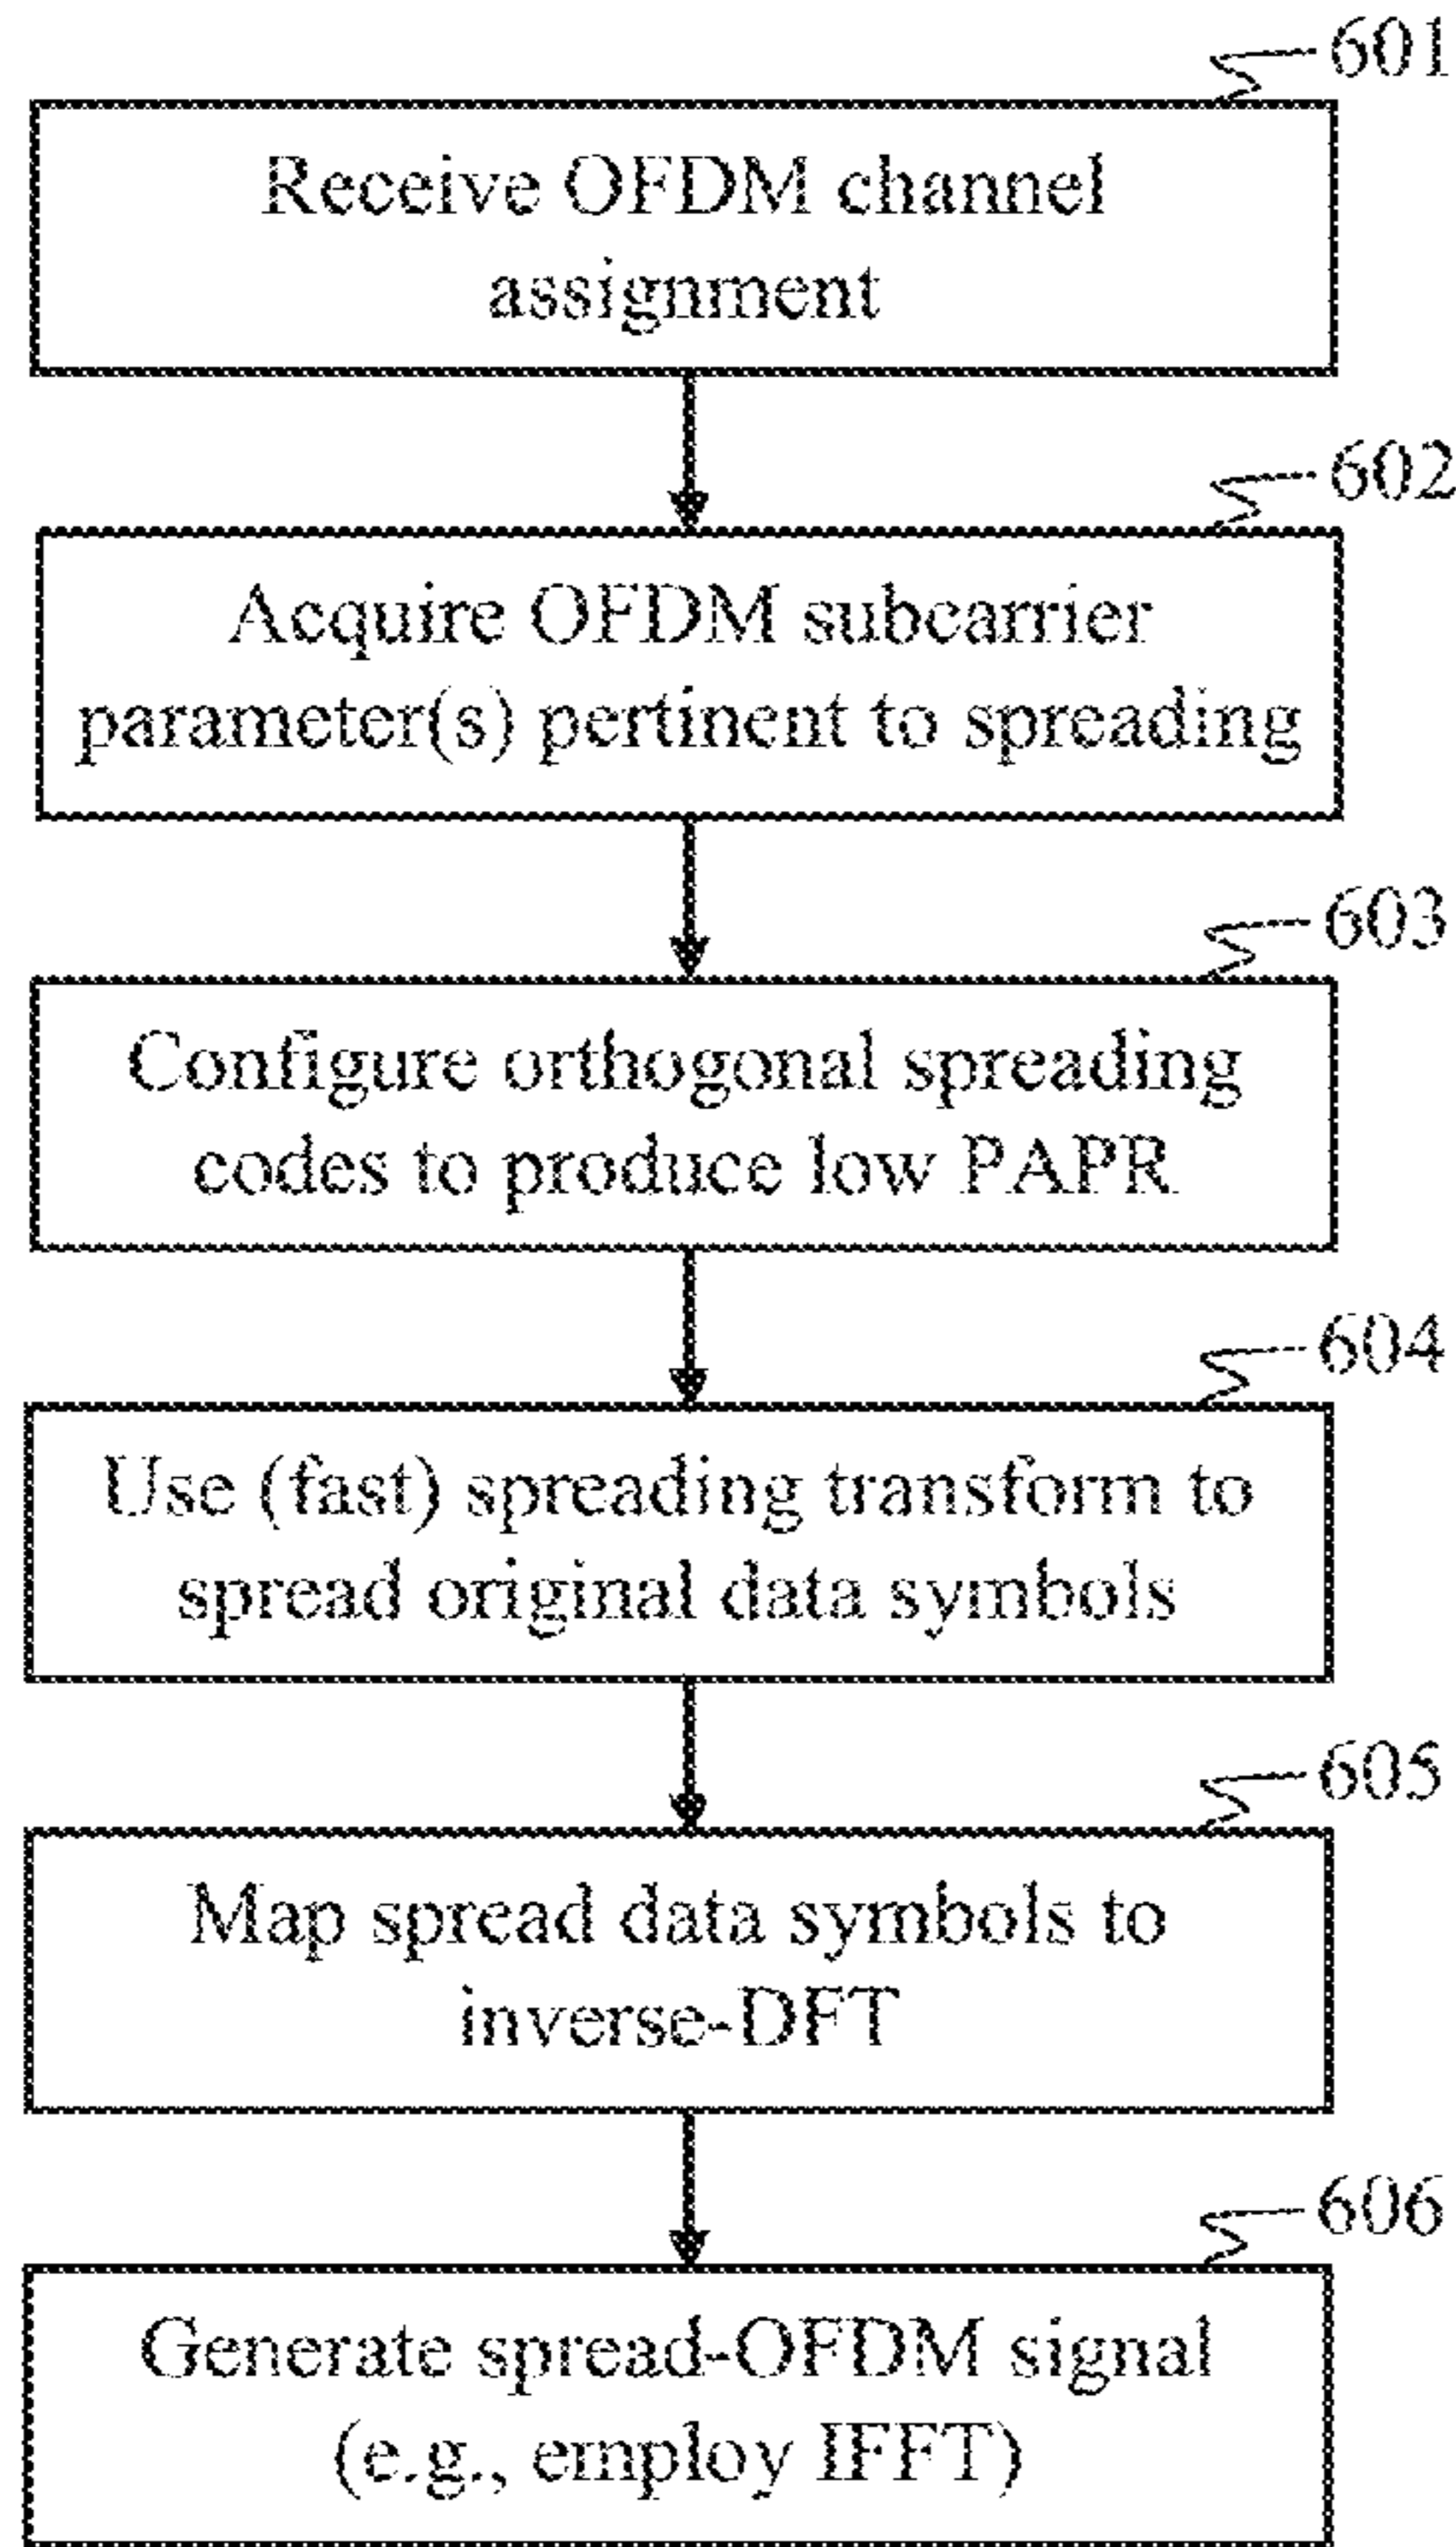 601
Receive OFDM channel
assignment
602
Acquire OFDM subcarrier
parameter(s) pertinent to spreading
603
Configure orthogonal spreading
codes to produce low PAPR
604
Use (fast) spreading transform to
spread original data symbols
605
Map spread data symbols to
inverse-DFT
606
Generate spread-OFDM signal
(e.g., employ IFFT)